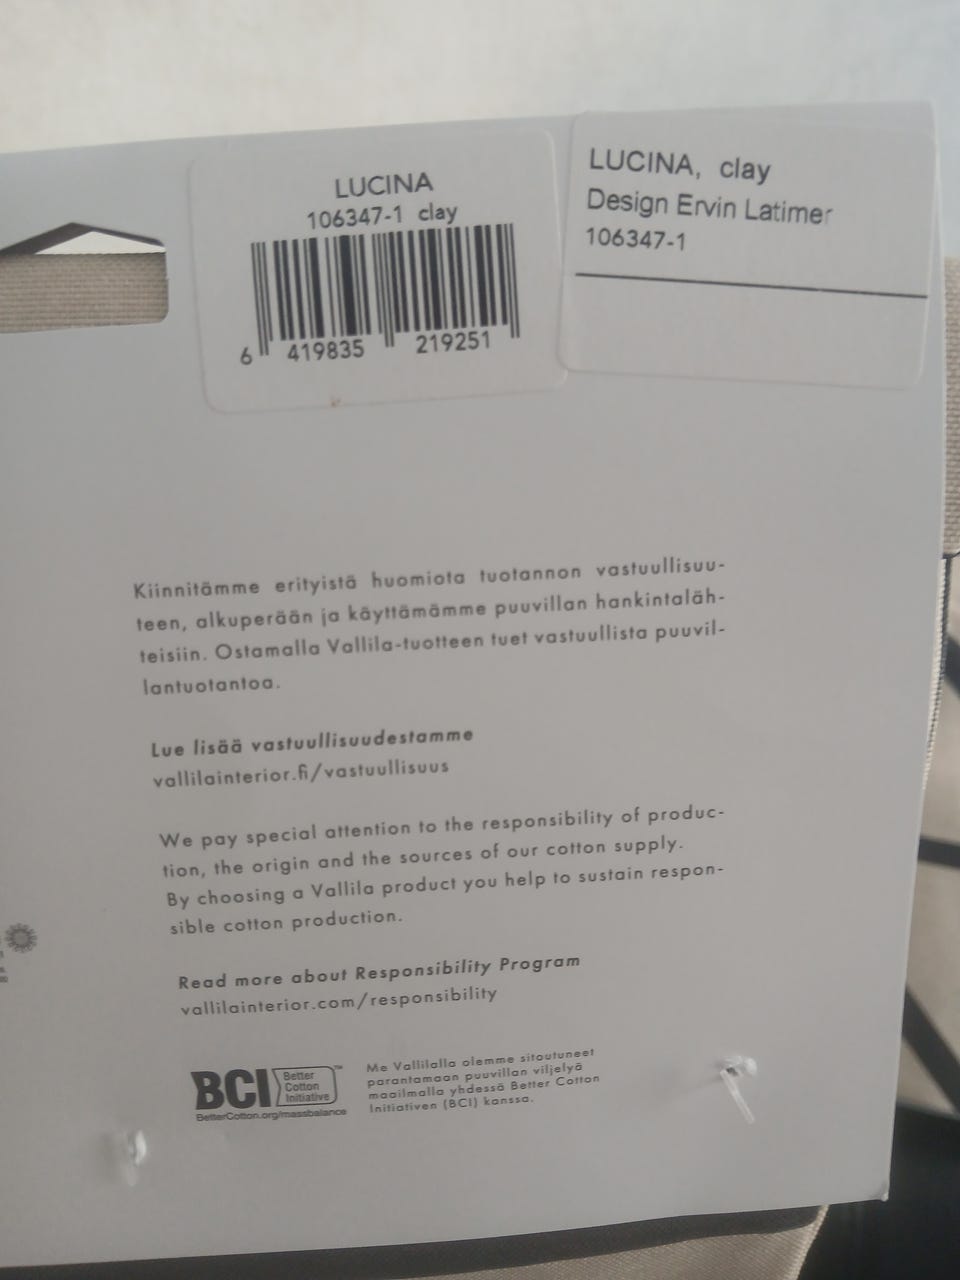 LUCINA
106347-1 clay
6 419835 219251
LUCINA, clay
Design Ervin Latimer
106347-1
Kiinnitämme erityistä huomiota tuotannon vastuullisuu-
teen, alkuperään ja käyttämämme puuvillan hankintaläh-
teisiin. Ostamalla Vallila-tuotteen tuet vastuullista puuvil-
lantuotantoa.
Lue lisää vastuullisuudestamme
vallilainterior.fi/vastuullisuus
We pay special attention to the responsibility of produc-
tion, the origin and the sources of our cotton supply.
By choosing a Vallila product you help to sustain respon-
sible cotton production.
Read more about Responsibility Program
vallilainterior.com/responsibility
BCI Better
Cotton
Initiative™
BetterCotton.org/massbalance
Me Vallilalla olemme sitoutuneet
parantamaan puuvillan viljelyä
maailmalla yhdessä Better Cotton
Initiativen (BCI) kanssa.